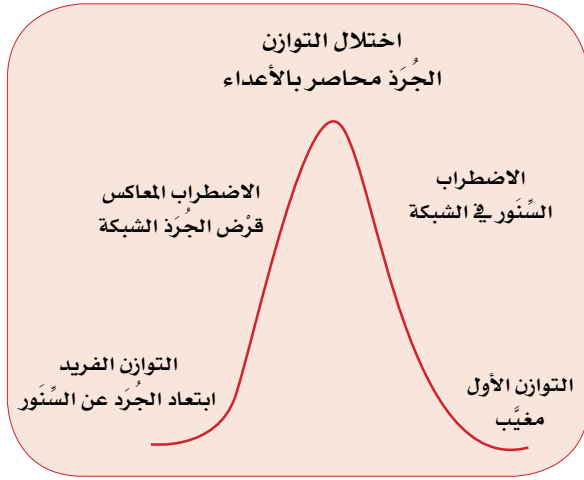 اختلال التوازن
الجُرَذ محاصر بالأعداء
الاضطراب
السِّنَور في الشبكة
الاضطراب المعاكس
قرْض الجُرَذ الشبكة
التوازن الأول
مغيَّب
التوازن الفريد
ابتعاد الجُرَد عن السِّنَور